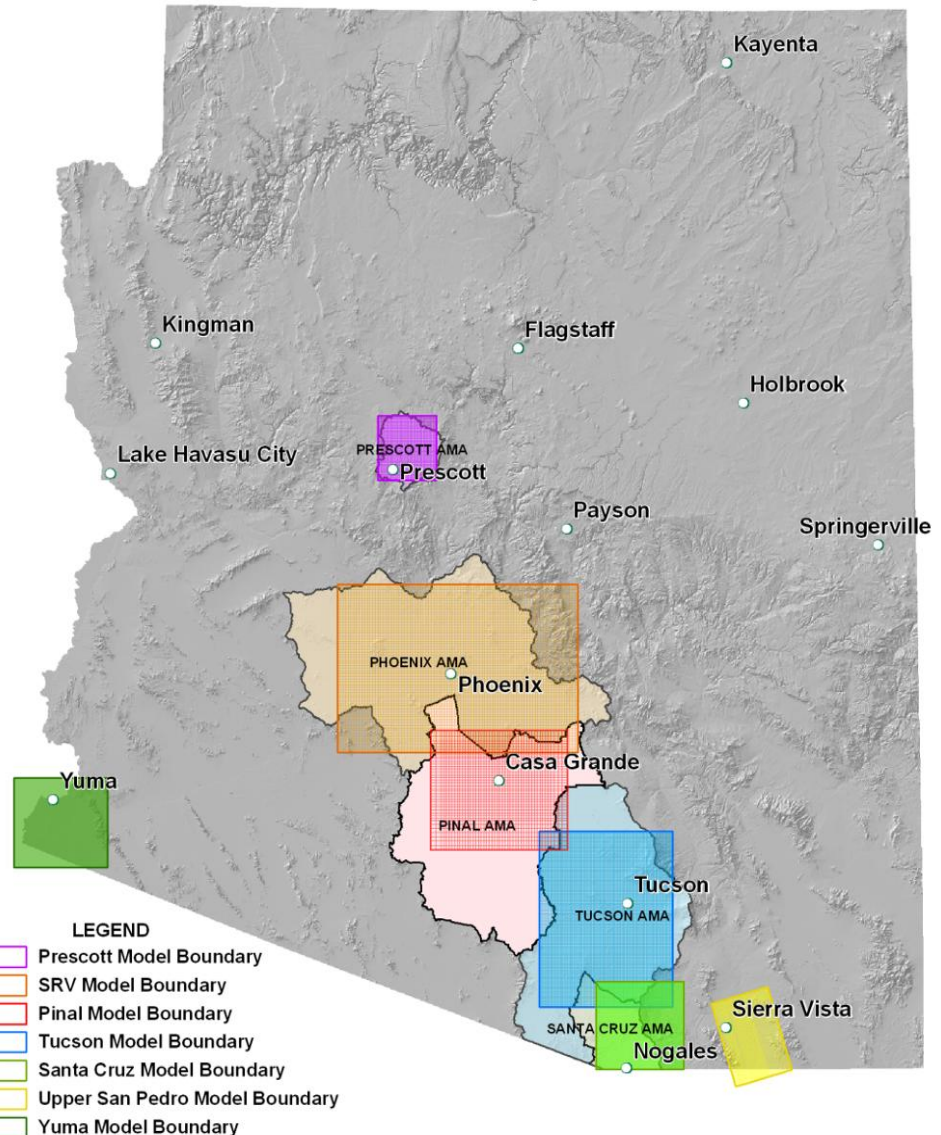 Kayenta
Kingman
Flagstaff
Holbrook
PRESCOTT AMA
Lake Havasu City
Prescott
Payson
Springerville
PHOENIX AMA
Phoenix
Casa Grande
Yuma
PINAL AMA
Tucson
TUCSON AMA
LEGEND
Prescott Model Boundary
SRV Model Boundary
Pinal Model Boundary
Sierra Vista
SANTA CRUZ AMA
Tucson Model Boundary
Nogales
Santa Cruz Model Boundary
Upper San Pedro Model Boundary
Yuma Model Boundary